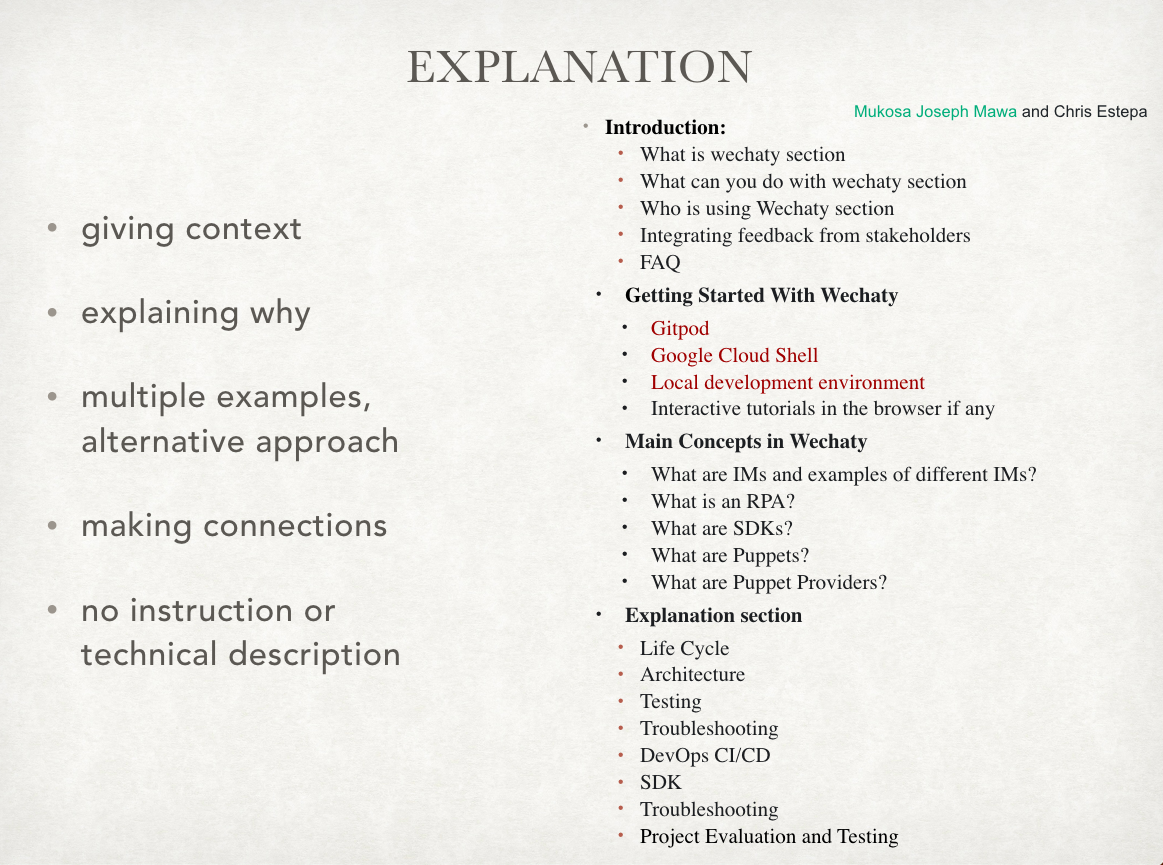 EXPLANATION
Mukosa Joseph Mawa and Chris Estepa
• giving context
• explaining why
• multiple examples,
alternative approach
• making connections
• no instruction or
technical description
• Introduction:
• What is wechaty section
• What can you do with wechaty section
• Who is using Wechaty section
• Integrating feedback from stakeholders
• FAQ
• Getting Started With Wechaty
• Gitpod
• Google Cloud Shell
• Local development environment
• Interactive tutorials in the browser if any
• Main Concepts in Wechaty
• What are IMs and examples of different IMs?
• What is an RPA?
• What are SDKs?
• What are Puppets?
• What are Puppet Providers?
• Explanation section
• Life Cycle
• Architecture
• Testing
• Troubleshooting
• DevOps CI/CD
• SDK
• Troubleshooting
• Project Evaluation and Testing